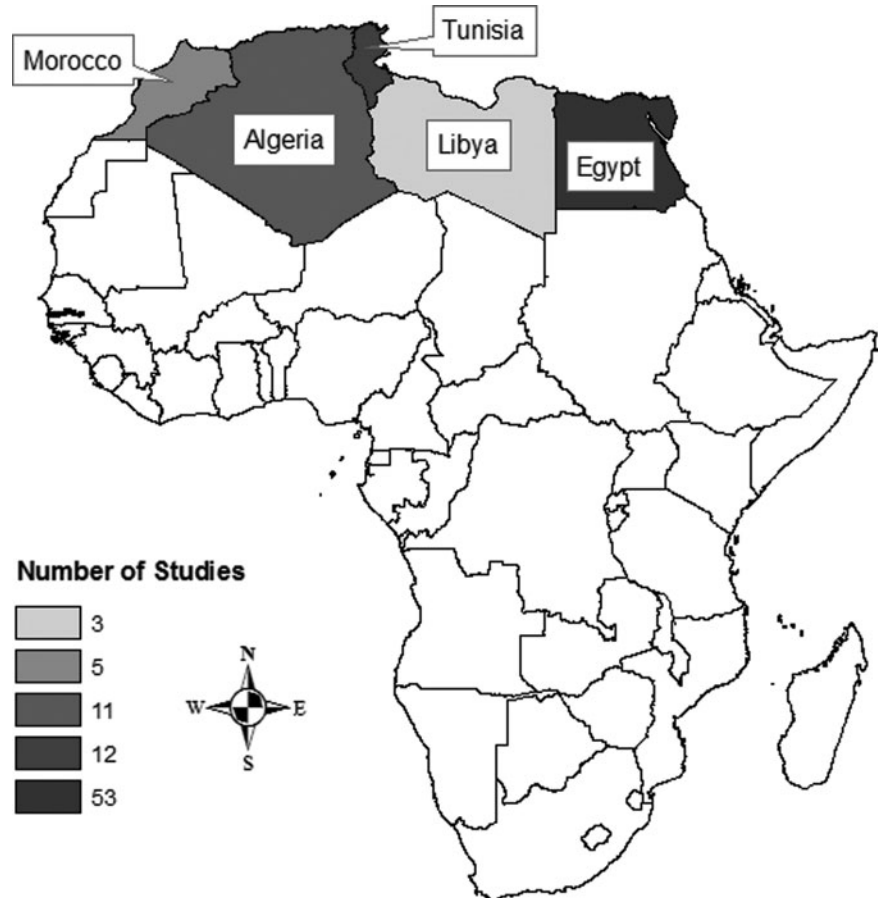 Tunisia
Morocco
Algeria
Libya
Egypt
Number of Studies
3
5
11
12
53
N
W E
S